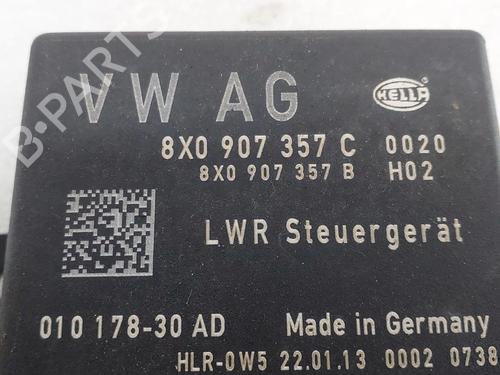 B-PARTS
VW AG
HELLA
8X0 907 357 C 0020
8X0 907 357 B H02
LWR Steuergerät
010 178-30 AD Made in Germany
HLR-0W5 22.01.13 0002 0738